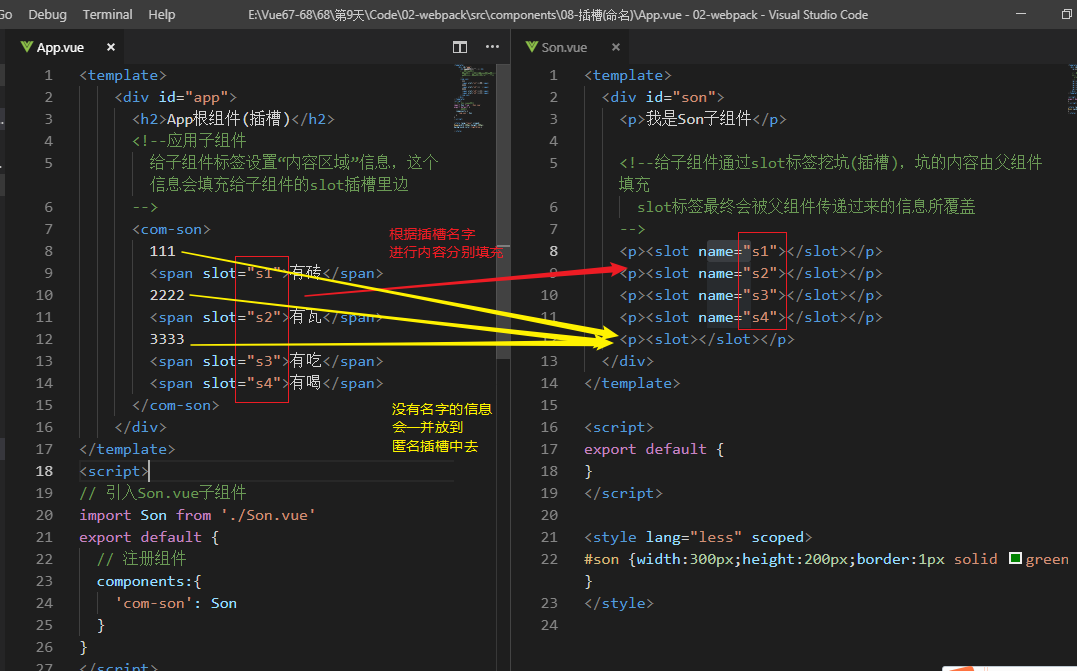 Go Debug Terminal Help E:\Vue67-68\68\第9天\Code\02-webpack\src\components\08-插槽(命名)\App.vue - 02-webpack - Visual Studio Code
App.vue ×
1 <template>
2 <div id="app">
3 <h2>App根组件(插槽)</h2>
4 <!--应用子组件
5 给子组件标签设置“内容区域”信息，这个
信息会填充给子组件的slot插槽里边
6 -->
7 <com-son>
8 111
9 <span slot="s1">有砖</span>
10 2222
11 <span slot="s2">有瓦</span>
12 3333
13 <span slot="s3">有吃</span>
14 <span slot="s4">有喝</span>
15 </com-son>
16 </div>
17 </template>
18 <script>
19 // 引入Son.vue子组件
20 import Son from './Son.vue'
21 export default {
22 // 注册组件
23 components:{
24 'com-son': Son
25 }
26 }
27 </script>
根据插槽名字
进行内容分别填充
没有名字的信息
会一并放到
匿名插槽中去
Son.vue ×
1 <template>
2 <div id="son">
3 <p>我是Son子组件</p>
4
5 <!--给子组件通过slot标签挖坑(插槽)，坑的内容由父组件
填充
6 slot标签最终会被父组件传递过来的信息所覆盖
7 -->
8 <p><slot name="s1"></slot></p>
9 <p><slot name="s2"></slot></p>
10 <p><slot name="s3"></slot></p>
11 <p><slot name="s4"></slot></p>
<p><slot></slot></p>
13 </div>
14 </template>
15
16 <script>
17 export default {
18 }
19 </script>
20
21 <style lang="less" scoped>
22 #son {width:300px;height:200px;border:1px solid green
}
23 </style>
24